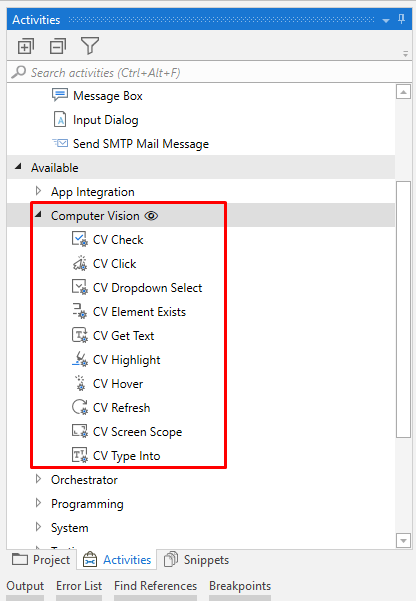 Activities
Search activities (Ctrl+Alt+F)
Message Box
Input Dialog
Send SMTP Mail Message
Available
App Integration
Computer Vision
CV Check
CV Click
CV Dropdown Select
CV Element Exists
CV Get Text
CV Highlight
CV Hover
CV Refresh
CV Screen Scope
CV Type Into
Orchestrator
Programming
System
Project Activities Snippets
Output Error List Find References Breakpoints